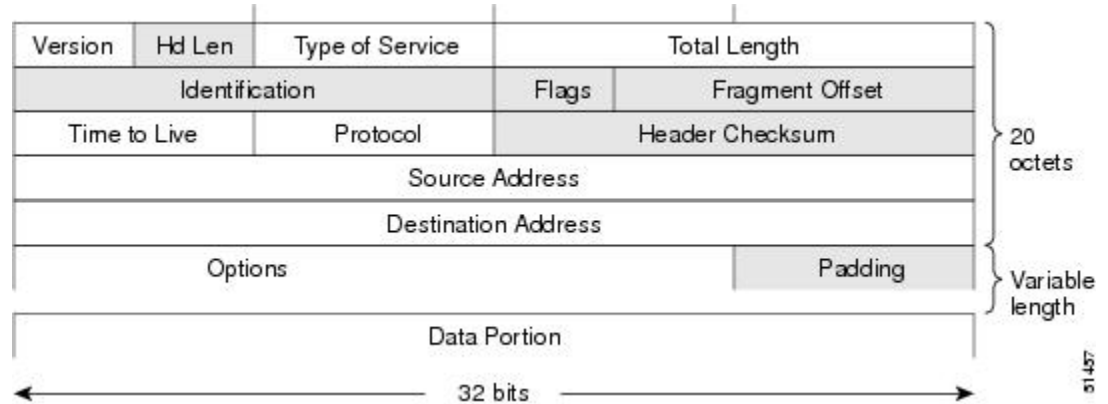 Version Hd Len Type of Service Total Length
Identification Flags Fragment Offset
Time to Live Protocol Header Checksum
20
octets
Source Address
Destination Address
Options Padding
Variable
length
Data Portion
32 bits
51457